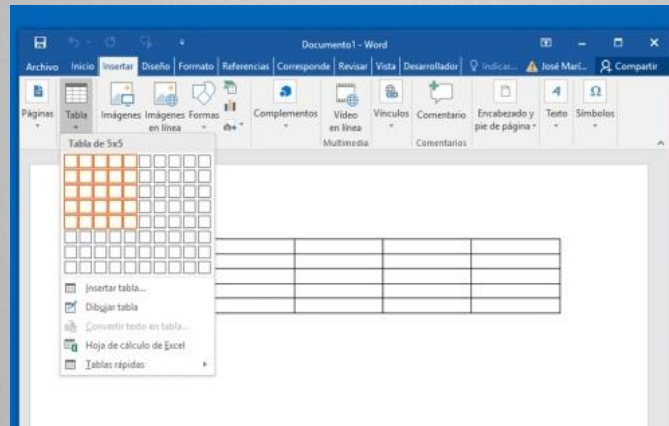 Documento1 - Word
Archivo Inicio Insertar Diseño Formato Referencias Corresponde Revisar Vista Desarrollador Indicar... José Marí... Compartir
Páginas Tabla Imágenes Imágenes en línea Formas Complementos Vídeo en línea Vínculos Comentario Encabezado y pie de página Texto Símbolos
Multimedia Comentarios
Tabla de 5x5
Insertar tabla...
Dibujar tabla
Convertir texto en tabla...
Hoja de cálculo de Excel
Tablas rápidas